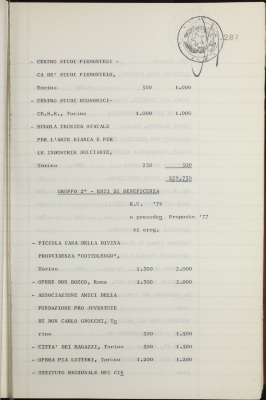 287
- CENTRO STUDI PIEMONTESI -
CA DE' STUDI PIEMONTEIS,
Torino 500 1.000
- CENTRO STUDI ECONOMICI-
CE.S.E., Torino 1.000 1.000
- SCUOLA TECNICA STATALE
PER L'ARTE BIANCA E PER
LE INDUSTRIE DOLCIARIE,
Torino 250 500
GRUPPO 2° - ENTI DI BENEFICENZA
B.U. '76
o preceden Proposte '77
ti erog.
- PICCOLA CASA DELLA DIVINA
PROVVIDENZA "COTTOLENGO",
Torino 1.500 2.000
- OPERE DON BOSCO, Roma 1.500 2.000
- ASSOCIAZIONE AMICI DELLA
FONDAZIONE PRO JUVENTUTE
DI DON CARLO GNOCCHI, To
rino 500 1.500
- CITTA' DEI RAGAZZI, Torino 500 1.500
- OPERA PIA LOTTERI, Torino 1.200 1.200
- ISTITUTO REGIONALE DEI CIE